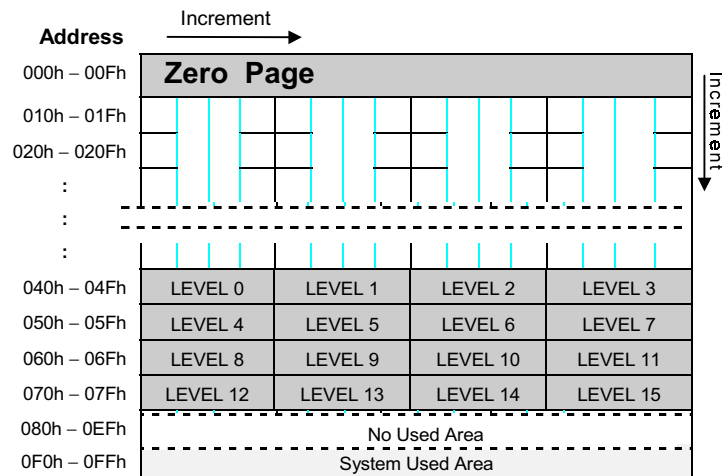 Increment
Address
000h – 00Fh Zero Page
Increment
010h – 01Fh
020h – 020Fh
:
:
:
040h – 04Fh LEVEL 0 LEVEL 1 LEVEL 2 LEVEL 3
050h – 05Fh LEVEL 4 LEVEL 5 LEVEL 6 LEVEL 7
060h – 06Fh LEVEL 8 LEVEL 9 LEVEL 10 LEVEL 11
070h – 07Fh LEVEL 12 LEVEL 13 LEVEL 14 LEVEL 15
080h – 0EFh No Used Area
0F0h – 0FFh System Used Area